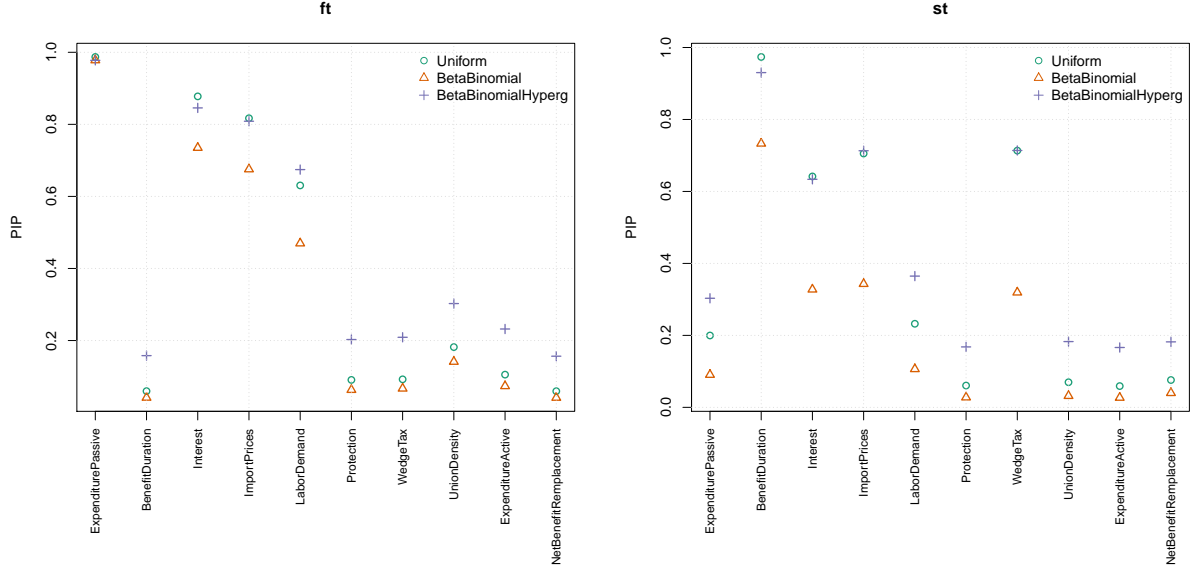 ft
PIP
1.0
0.8
0.6
0.4
0.2
Uniform
BetaBinomial
BetaBinomialHyperg
ExpenditurePassive
BenefitDuration
Interest
ImportPrices
LaborDemand
Protection
WedgeTax
UnionDensity
ExpenditureActive
NetBenefitRemplacement
st
PIP
1.0
0.8
0.6
0.4
0.2
0.0
Uniform
BetaBinomial
BetaBinomialHyperg
ExpenditurePassive
BenefitDuration
Interest
ImportPrices
LaborDemand
Protection
WedgeTax
UnionDensity
ExpenditureActive
NetBenefitRemplacement